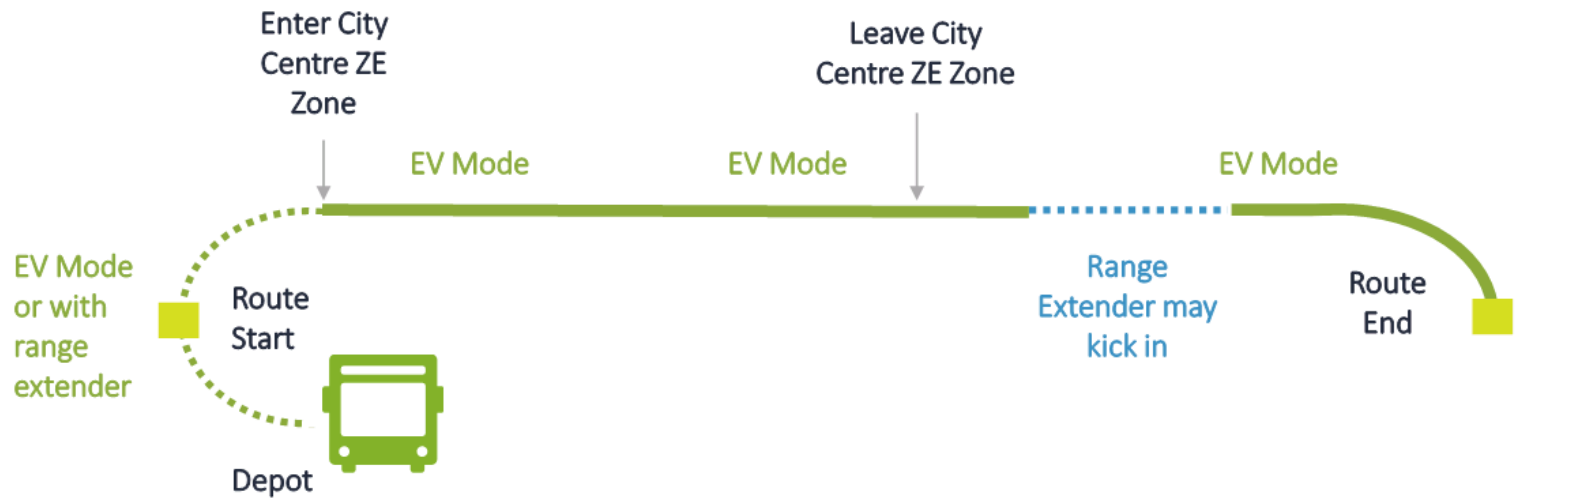 Enter City
Centre ZE
Zone
Leave City
Centre ZE Zone
EV Mode
EV Mode
EV Mode
EV Mode
or with
range
extender
Route
Start
Range
Extender may
kick in
Route
End
Depot